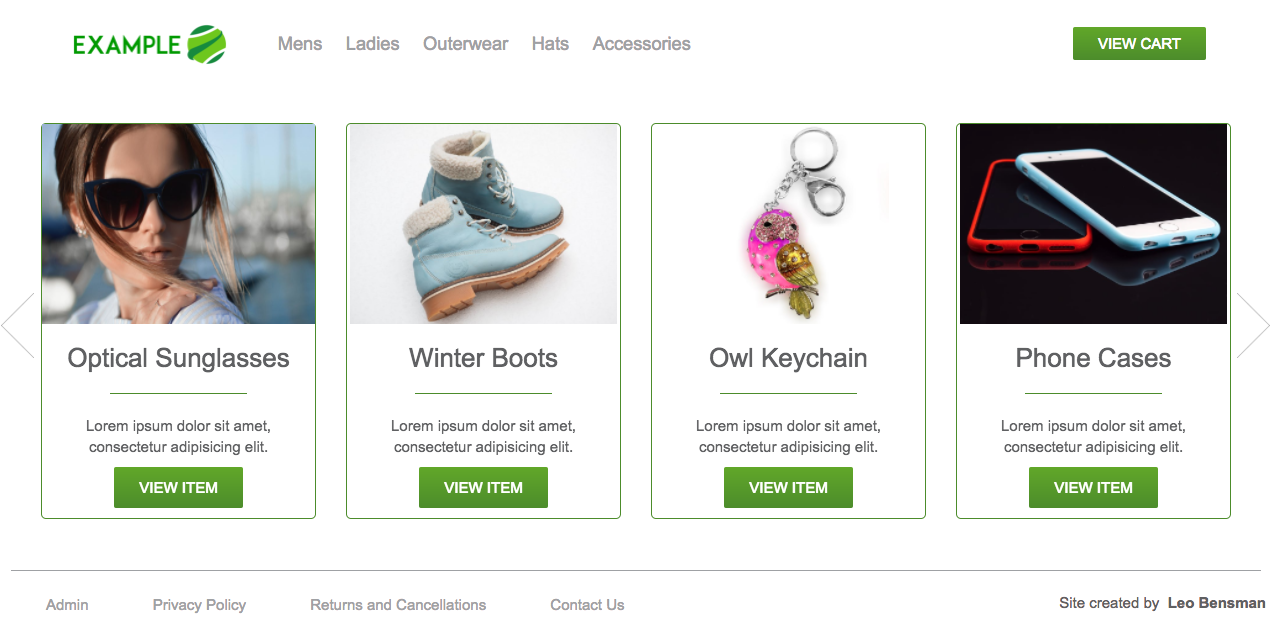 EXAMPLE
Mens Ladies Outerwear Hats Accessories
VIEW CART
Optical Sunglasses
Lorem ipsum dolor sit amet,
consectetur adipisicing elit.
VIEW ITEM
Winter Boots
Lorem ipsum dolor sit amet,
consectetur adipisicing elit.
VIEW ITEM
Owl Keychain
Lorem ipsum dolor sit amet,
consectetur adipisicing elit.
VIEW ITEM
Phone Cases
Lorem ipsum dolor sit amet,
consectetur adipisicing elit.
VIEW ITEM
Admin Privacy Policy Returns and Cancellations Contact Us
Site created by Leo Bensman